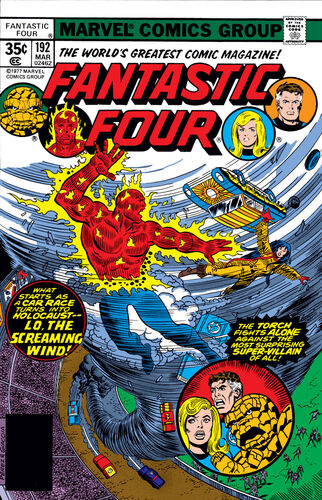 FANTASTIC
FOUR
MARVEL COMICS GROUP
APPROVED
BY THE
COMICS CODE
35¢
192
MAR
02462
©1977 MARVEL
COMICS GROUP
THE WORLD'S GREATEST COMIC MAGAZINE!
FANTASTIC
FOUR
WHAT
STARTS AS
A CAR RACE
TURNS INTO
HOLOCAUST--
LO, THE
SCREAMING
WIND!
THE TORCH
FIGHTS ALONE
AGAINST THE
MOST SURPRISING
SUPER-VILLAIN
OF ALL!